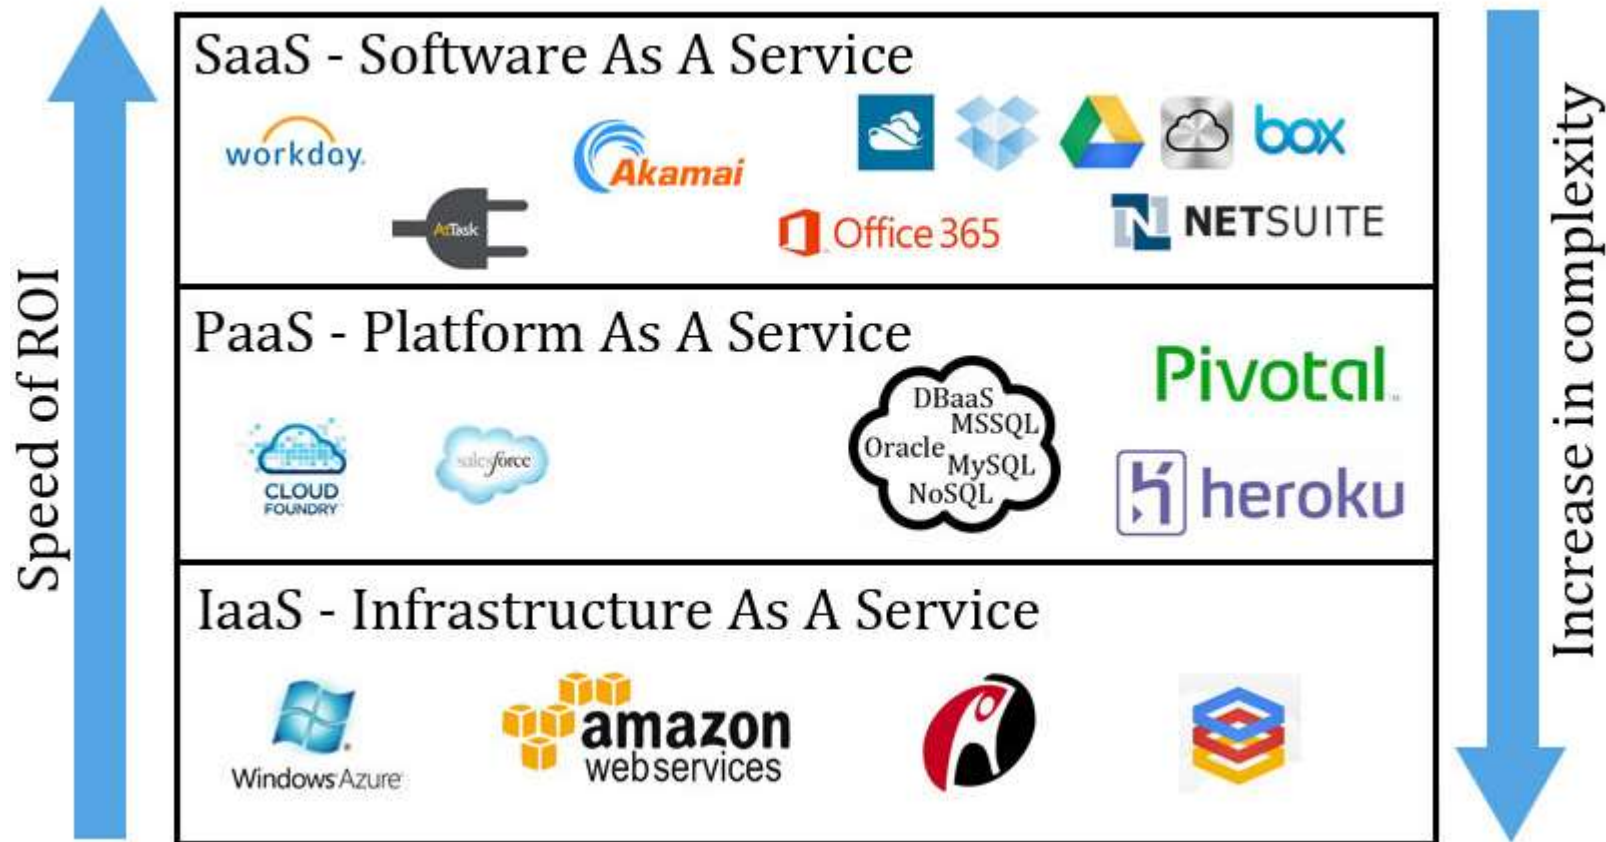 SaaS - Software As A Service
workday.
Akamai
box
AtTask
Office 365
NETSUITE
Speed of ROI
Increase in complexity
PaaS - Platform As A Service
Pivotal
DBaaS
MSSQL
Oracle
MySQL
NoSQL
CLOUD
FOUNDRY
salesforce
heroku
IaaS - Infrastructure As A Service
Windows Azure
amazon
webservices